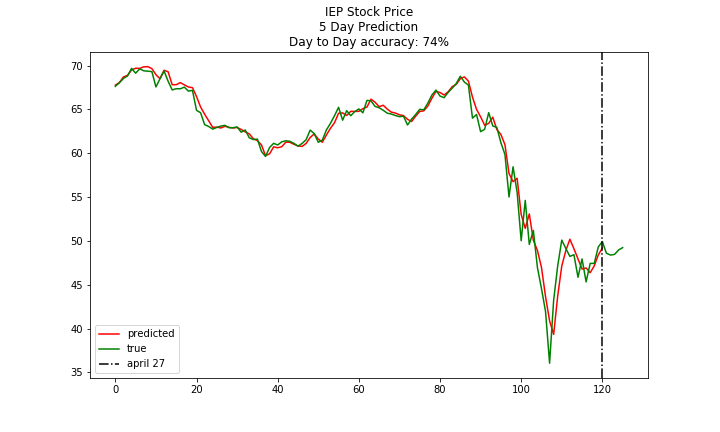 IEP Stock Price
5 Day Prediction
Day to Day accuracy: 74%
70
65
60
55
50
45
40
35
predicted
true
april 27
0 20 40 60 80 100 120